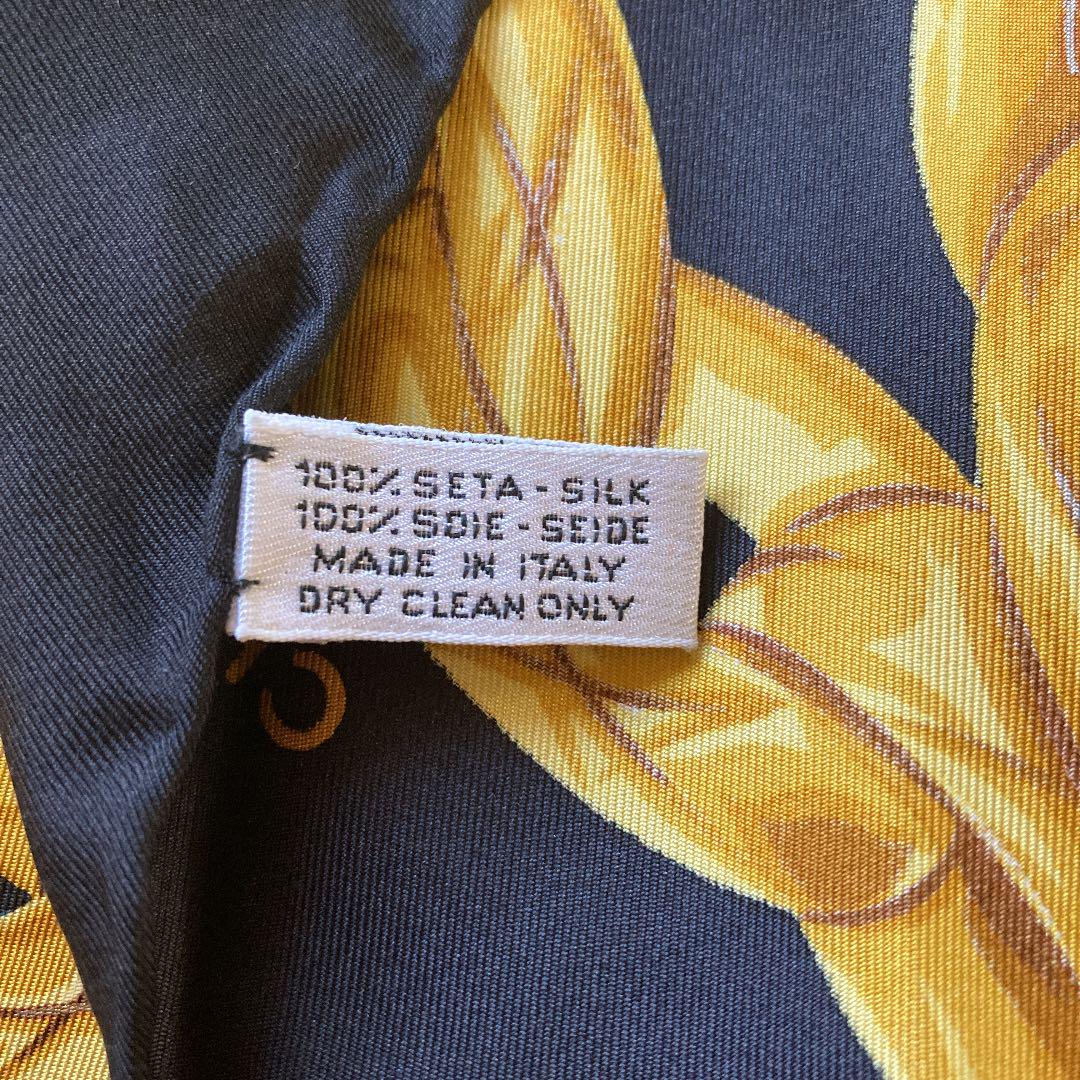 100% SETA - SILK
100% SOIE - SEIDE
MADE IN ITALY
DRY CLEAN ONLY